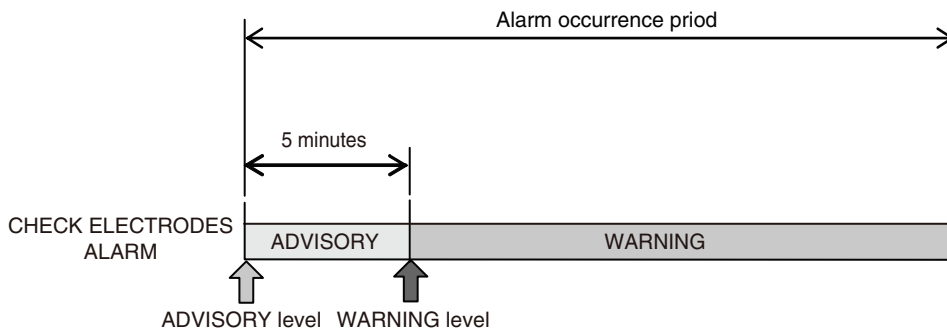 Alarm occurrence priod
5 minutes
CHECK ELECTRODES
ALARM
ADVISORY
WARNING
ADVISORY level
WARNING level